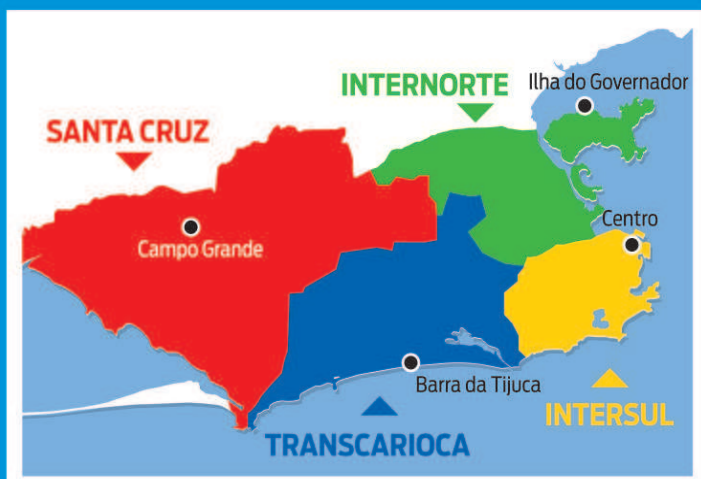 INTERNORTE
Ilha do Governador
SANTA CRUZ
Centro
Campo Grande
Barra da Tijuca
INTERSUL
TRANSCARIOCA